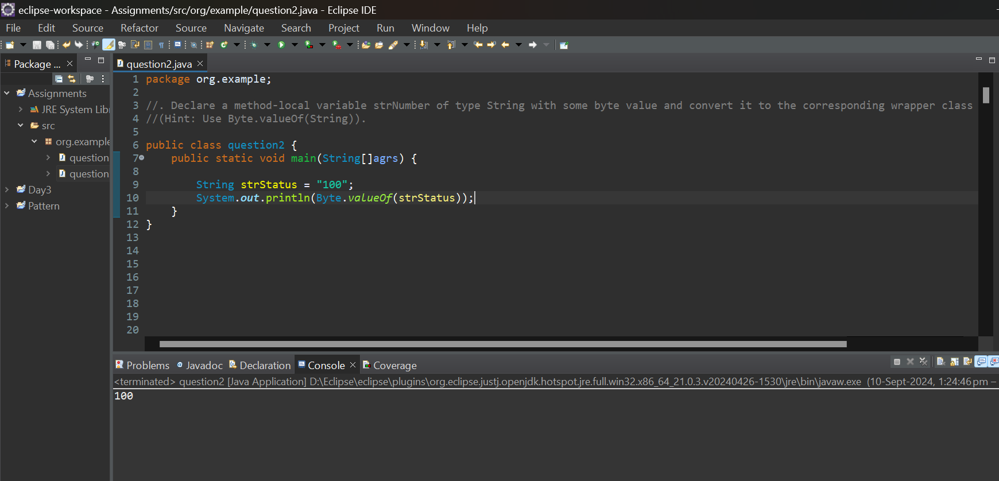 eclipse-workspace - Assignments/src/org/example/question2.java - Eclipse IDE
File Edit Source Refactor Source Navigate Search Project Run Window Help
Package ...
question2.java
Assignments
JRE System Libr
src
org.example
question
question
Day3
Pattern
1 package org.example;
2
3 //. Declare a method-local variable strNumber of type String with some byte value and convert it to the corresponding wrapper class
4 //(Hint: Use Byte.valueOf(String)).
5
6 public class question2 {
7 public static void main(String[]agrs) {
8
9 String strStatus = "100";
10 System.out.println(Byte.valueOf(strStatus));
11 }
12 }
13
14
15
16
17
18
19
20
Problems Javadoc Declaration Console Coverage
<terminated> question2 [Java Application] D:\Eclipse\eclipse\plugins\org.eclipse.justj.openjdk.hotspot.jre.full.win32.x86_64_21.0.3.v20240426-1530\jre\bin\javaw.exe (10-Sept-2024, 1:24:46 pm –
100